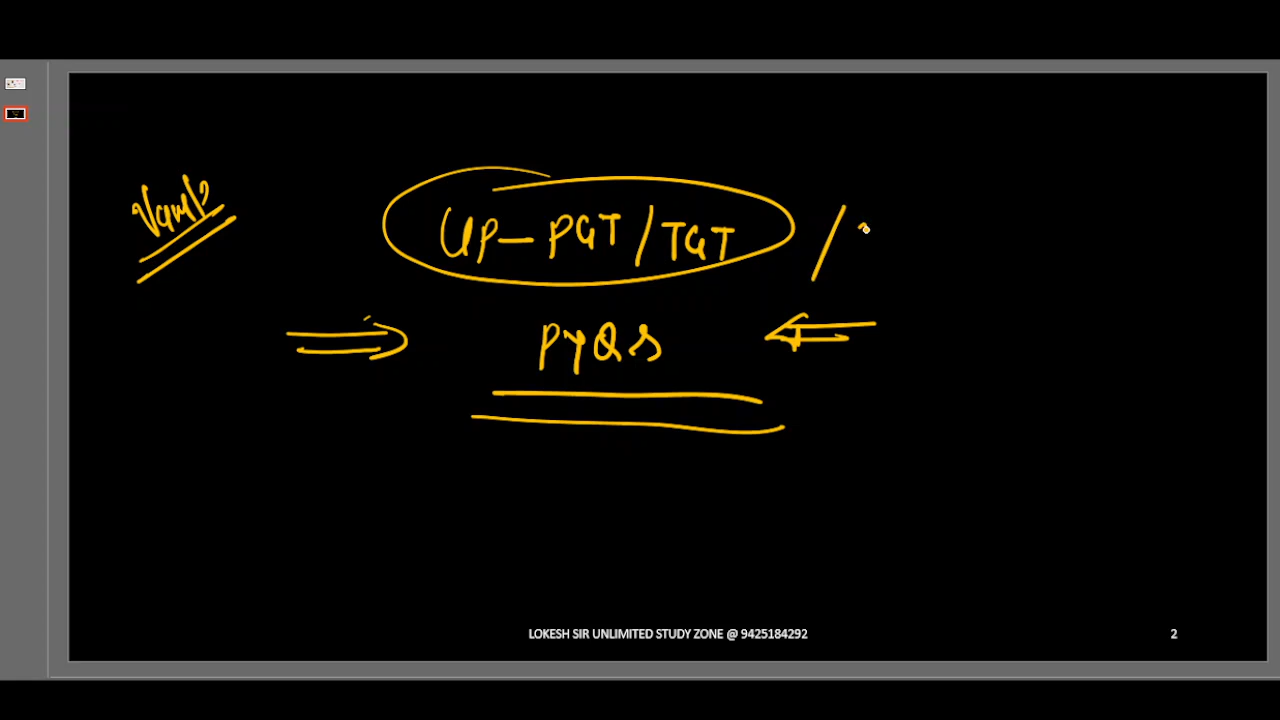 UP - PGT / TGT /
PYQS
LOKESH SIR UNLIMITED STUDY ZONE @ 9425184292
2